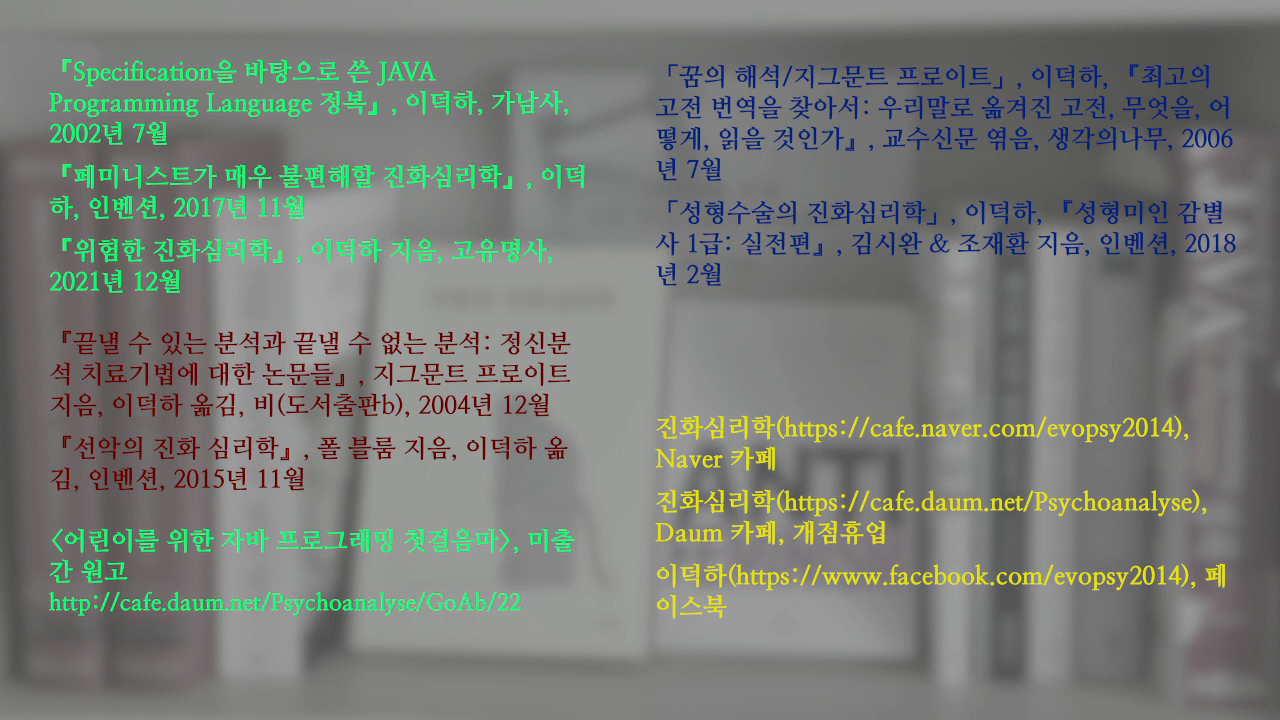 『Specification을 바탕으로 쓴 JAVA
Programming Language 정복』, 이덕하, 가남사,
2002년 7월
『페미니스트가 매우 불편해할 진화심리학』, 이덕
하, 인벤션, 2017년 11월
『위험한 진화심리학』, 이덕하 지음, 고유명사,
2021년 12월
『끝낼 수 있는 분석과 끝낼 수 없는 분석: 정신분
석 치료기법에 대한 논문들』, 지그문트 프로이트
지음, 이덕하 옮김, 비(도서출판b), 2004년 12월
『선악의 진화 심리학』, 폴 블룸 지음, 이덕하 옮
김, 인벤션, 2015년 11월
<어린이를 위한 자바 프로그래밍 첫걸음마>, 미출
간 원고
http://cafe.daum.net/Psychoanalyse/GoAb/22
「꿈의 해석/지그문트 프로이트」, 이덕하, 『최고의
고전 번역을 찾아서: 우리말로 옮겨진 고전, 무엇을, 어
떻게, 읽을 것인가』, 교수신문 엮음, 생각의나무, 2006
년 7월
「성형수술의 진화심리학」, 이덕하, 『성형미인 감별
사 1급: 실전편』, 김시완 & 조재환 지음, 인벤션, 2018
년 2월
진화심리학(https://cafe.naver.com/evopsy2014),
Naver 카페
진화심리학(https://cafe.daum.net/Psychoanalyse),
Daum 카페, 개점휴업
이덕하(https://www.facebook.com/evopsy2014), 페
이스북